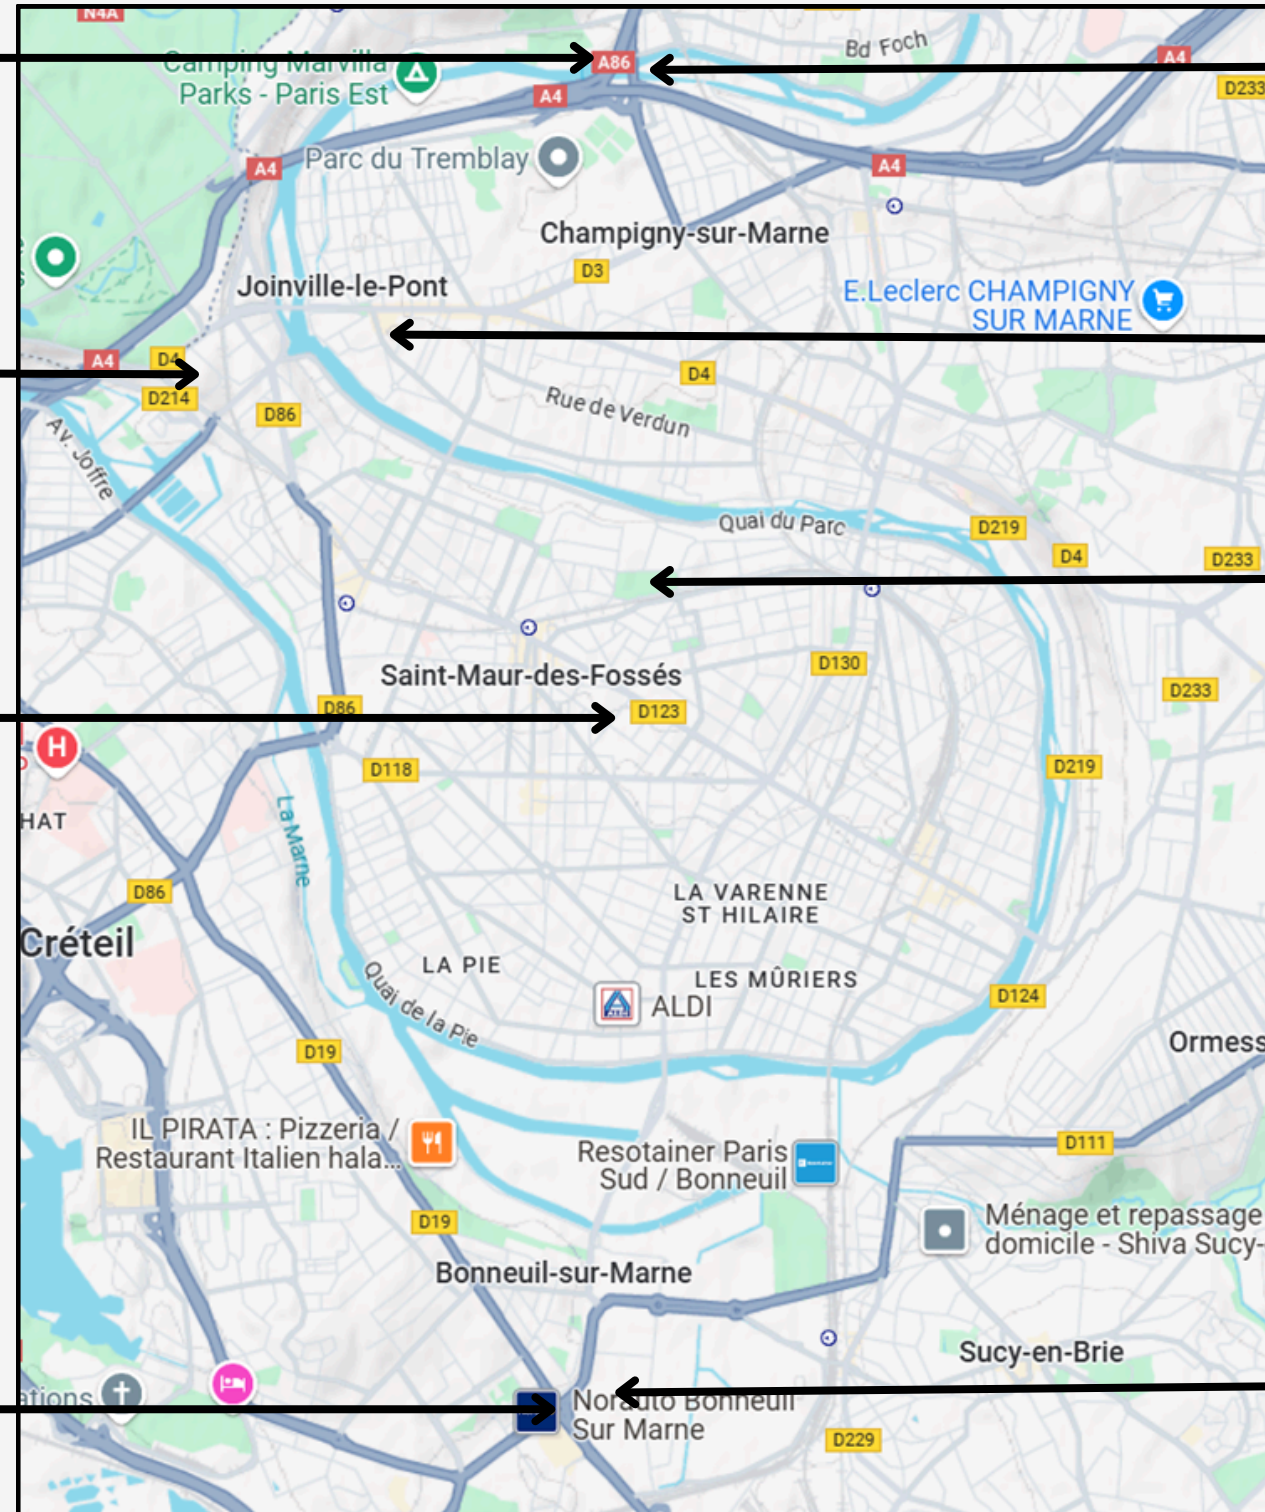 N4A
Camping Marville
Parks - Paris Est
A86
Bd Foch
A4
D233
A4
A4
Parc du Tremblay
A4
Champigny-sur-Marne
D3
Joinville-le-Pont
E.Leclerc CHAMPIGNY
SUR MARNE
A4
D4
D214
D4
D86
Rue de Verdun
Av. Joffre
Quai du Parc
D219
D4
D233
Saint-Maur-des-Fossés
D130
D233
D86
D123
H
D118
D219
La Marne
HAT
D86
LA VARENNE
ST HILAIRE
Créteil
LA PIE
LES MÛRIERS
Quai de la Pie
ALDI
D124
D19
Ormess
IL PIRATA : Pizzeria /
Restaurant Italien hala...
D111
Resotainer Paris
Sud / Bonneuil
D19
Ménage et repassage
domicile - Shiva Sucy-
Bonneuil-sur-Marne
Sucy-en-Brie
ations
Norauto Bonneuil
Sur Marne
D229